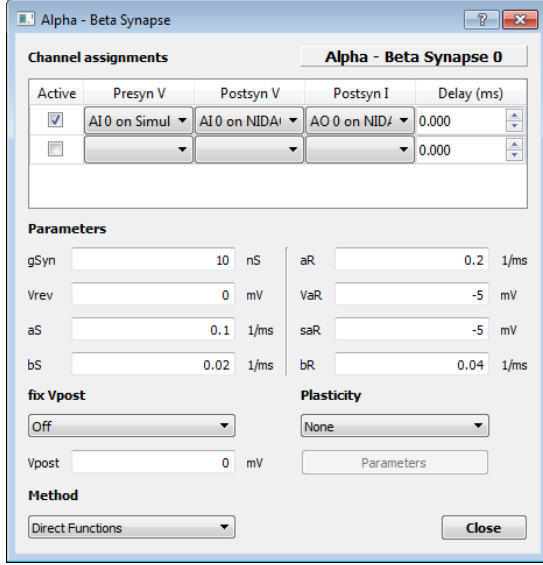 Alpha - Beta Synapse
Channel assignments Alpha - Beta Synapse 0
Active Presyn V Postsyn V Postsyn I Delay (ms)
AI 0 on Simul AI 0 on NIDA AO 0 on NIDA 0.000
0.000
Parameters
gSyn 10 nS aR 0.2 1/ms
Vrev 0 mV VaR -5 mV
aS 0.1 1/ms saR -5 mV
bS 0.02 1/ms bR 0.04 1/ms
fix Vpost Plasticity
Off None
Vpost 0 mV Parameters
Method
Direct Functions Close